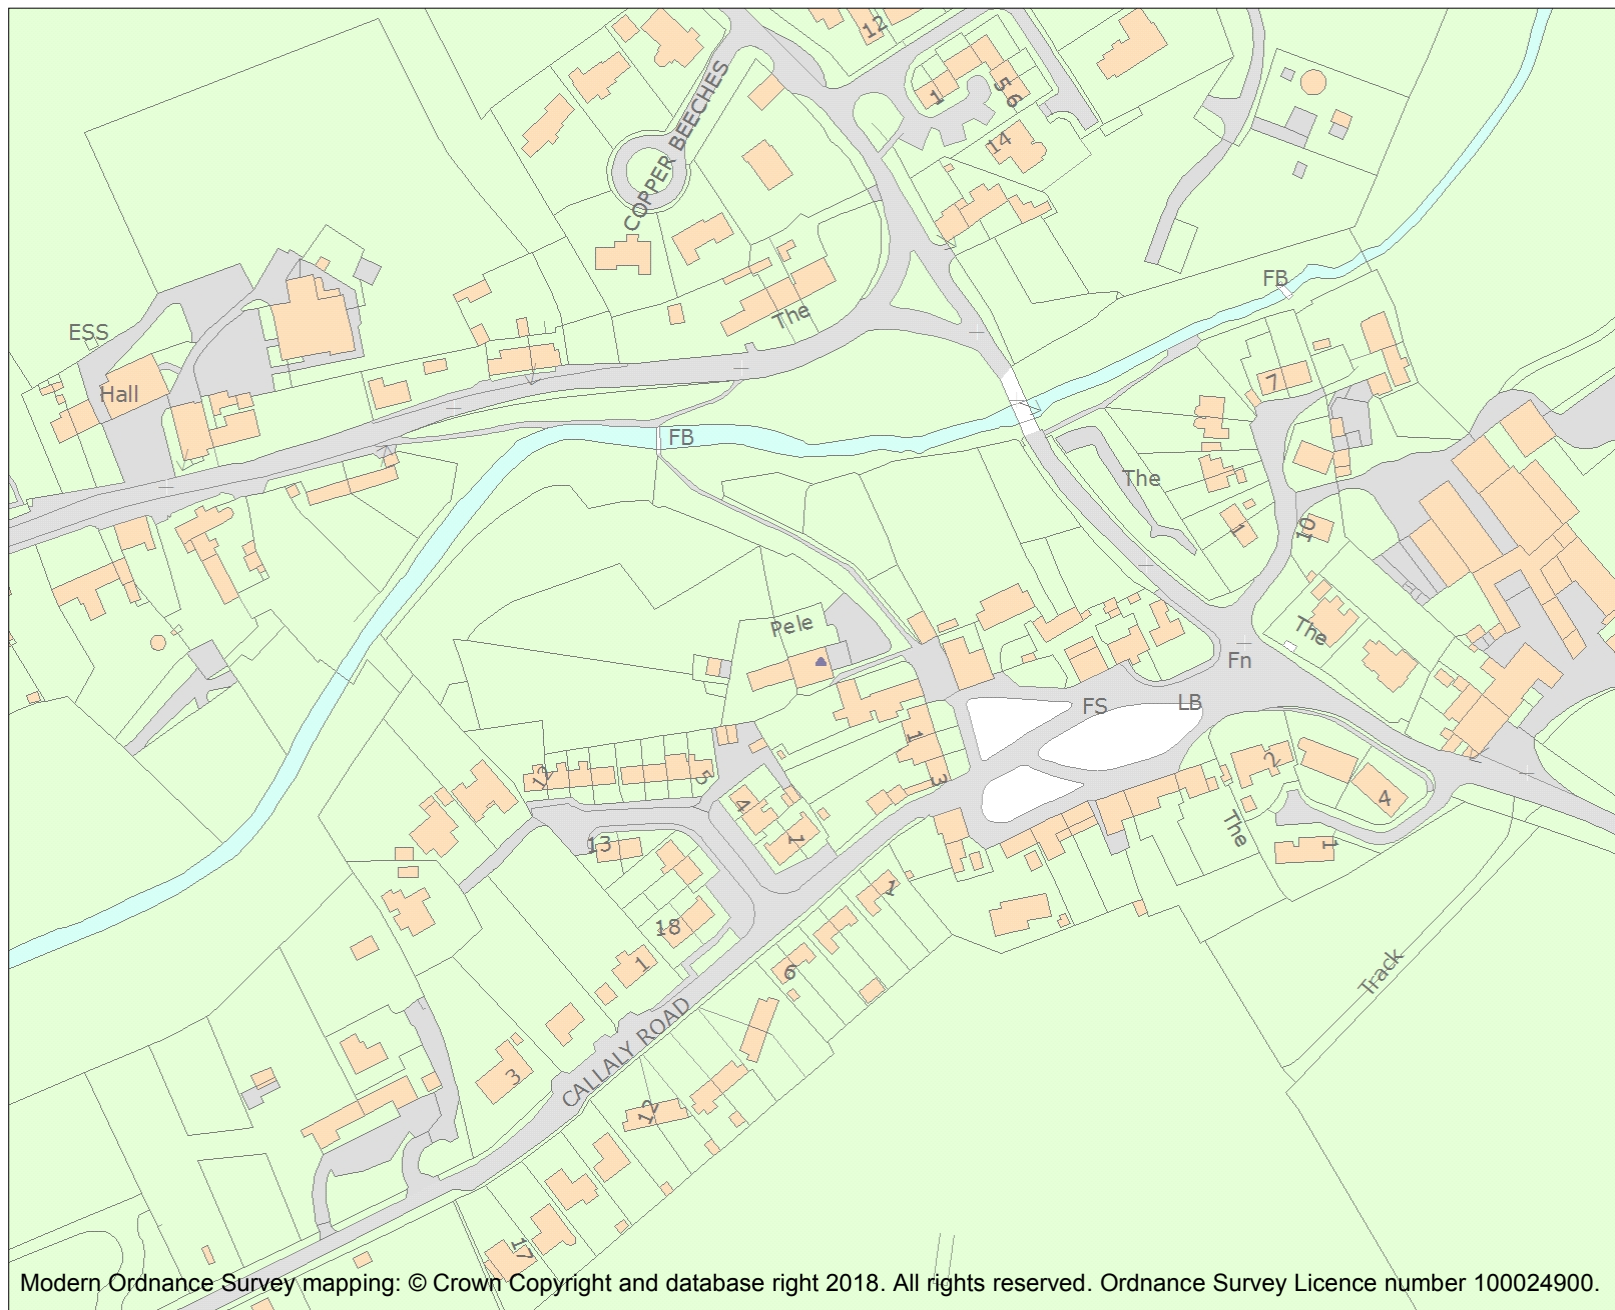 12
COPPER BEECHES
1
5
6
14
FB
ESS
The
Hall
7
FB
The
1
10
Pele
The
Fn
FS
LB
1
12
5
3
2
4
4
1
The
13
1
1
18
1
6
Track
CALLALY ROAD
3
12
17
Modern Ordnance Survey mapping: © Crown Copyright and database right 2018. All rights reserved. Ordnance Survey Licence number 100024900.